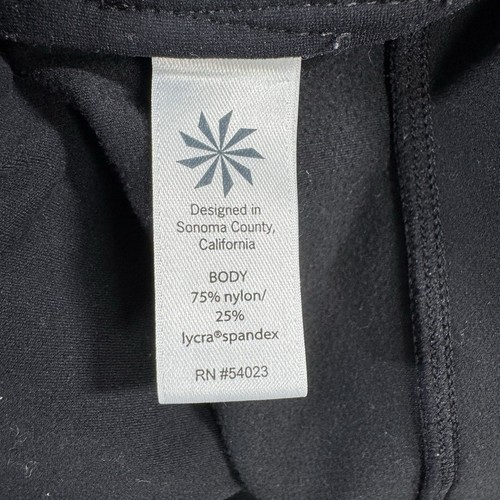 Designed in
Sonoma County,
California
BODY
75% nylon/
25%
lycra®spandex
RN #54023